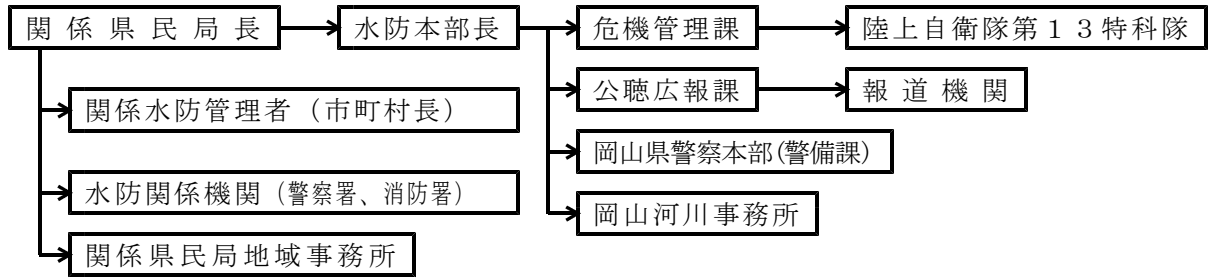 関係県民局長
水防本部長
危機管理課
陸上自衛隊第１３特科隊
公聴広報課
報道機関
関係水防管理者（市町村長）
岡山県警察本部(警備課)
水防関係機関（警察署、消防署）
岡山河川事務所
関係県民局地域事務所